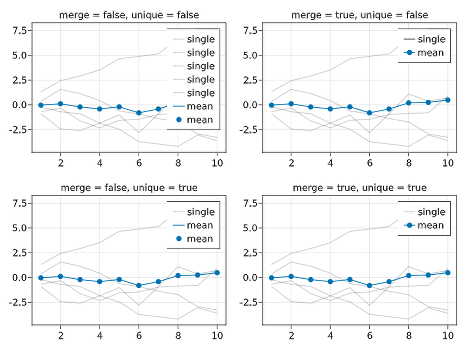 merge = false, unique = false
7.5
5.0
2.5
0.0
-2.5
single
single
single
single
single
mean
mean
2 4 6 8 10
merge = true, unique = false
7.5
5.0
2.5
0.0
-2.5
single
mean
2 4 6 8 10
merge = false, unique = true
7.5
5.0
2.5
0.0
-2.5
single
mean
mean
2 4 6 8 10
merge = true, unique = true
7.5
5.0
2.5
0.0
-2.5
single
mean
2 4 6 8 10